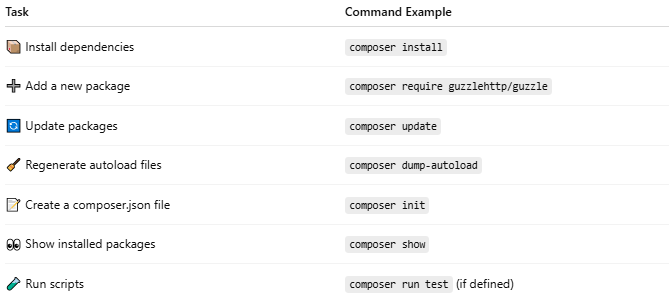 Task Command Example
📦 Install dependencies composer install
➕ Add a new package composer require guzzlehttp/guzzle
🔄 Update packages composer update
🧹 Regenerate autoload files composer dump-autoload
📝 Create a composer.json file composer init
👀 Show installed packages composer show
🧪 Run scripts composer run test (if defined)